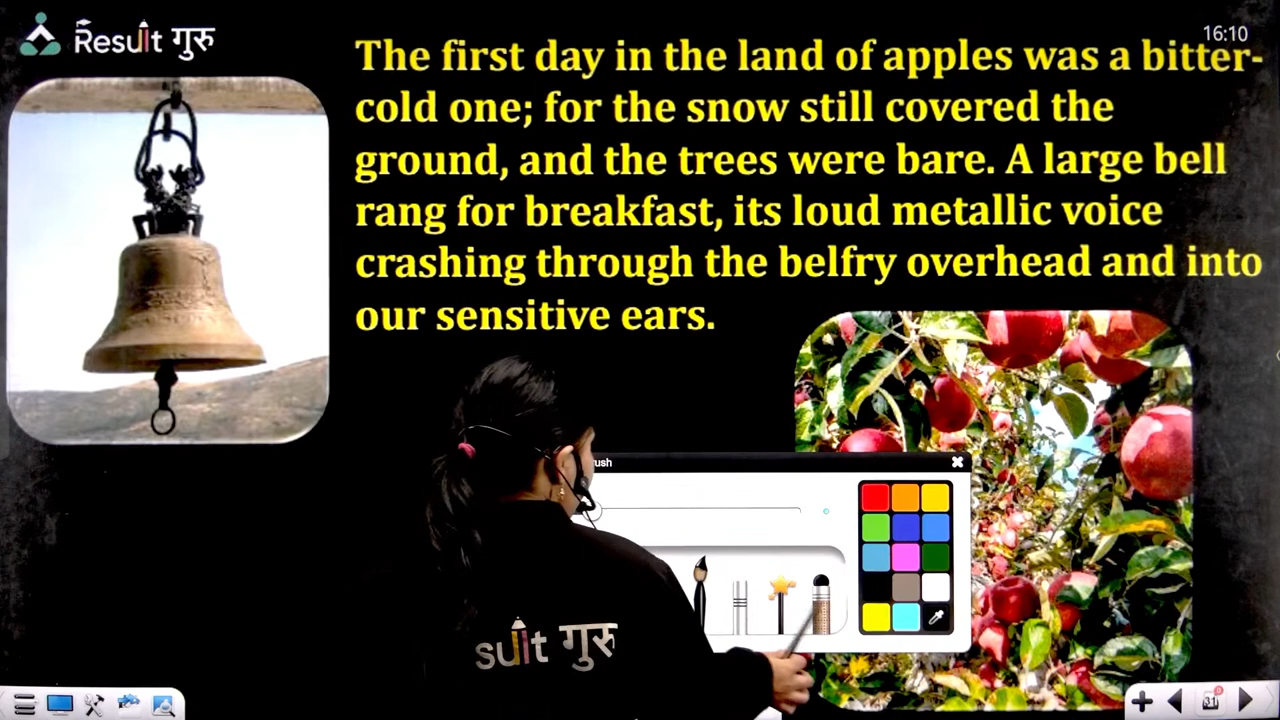 Result गुरु
16:10
The first day in the land of apples was a bitter-
cold one; for the snow still covered the
ground, and the trees were bare. A large bell
rang for breakfast, its loud metallic voice
crashing through the belfry overhead and into
our sensitive ears.
ush
sult गुरु
31
0